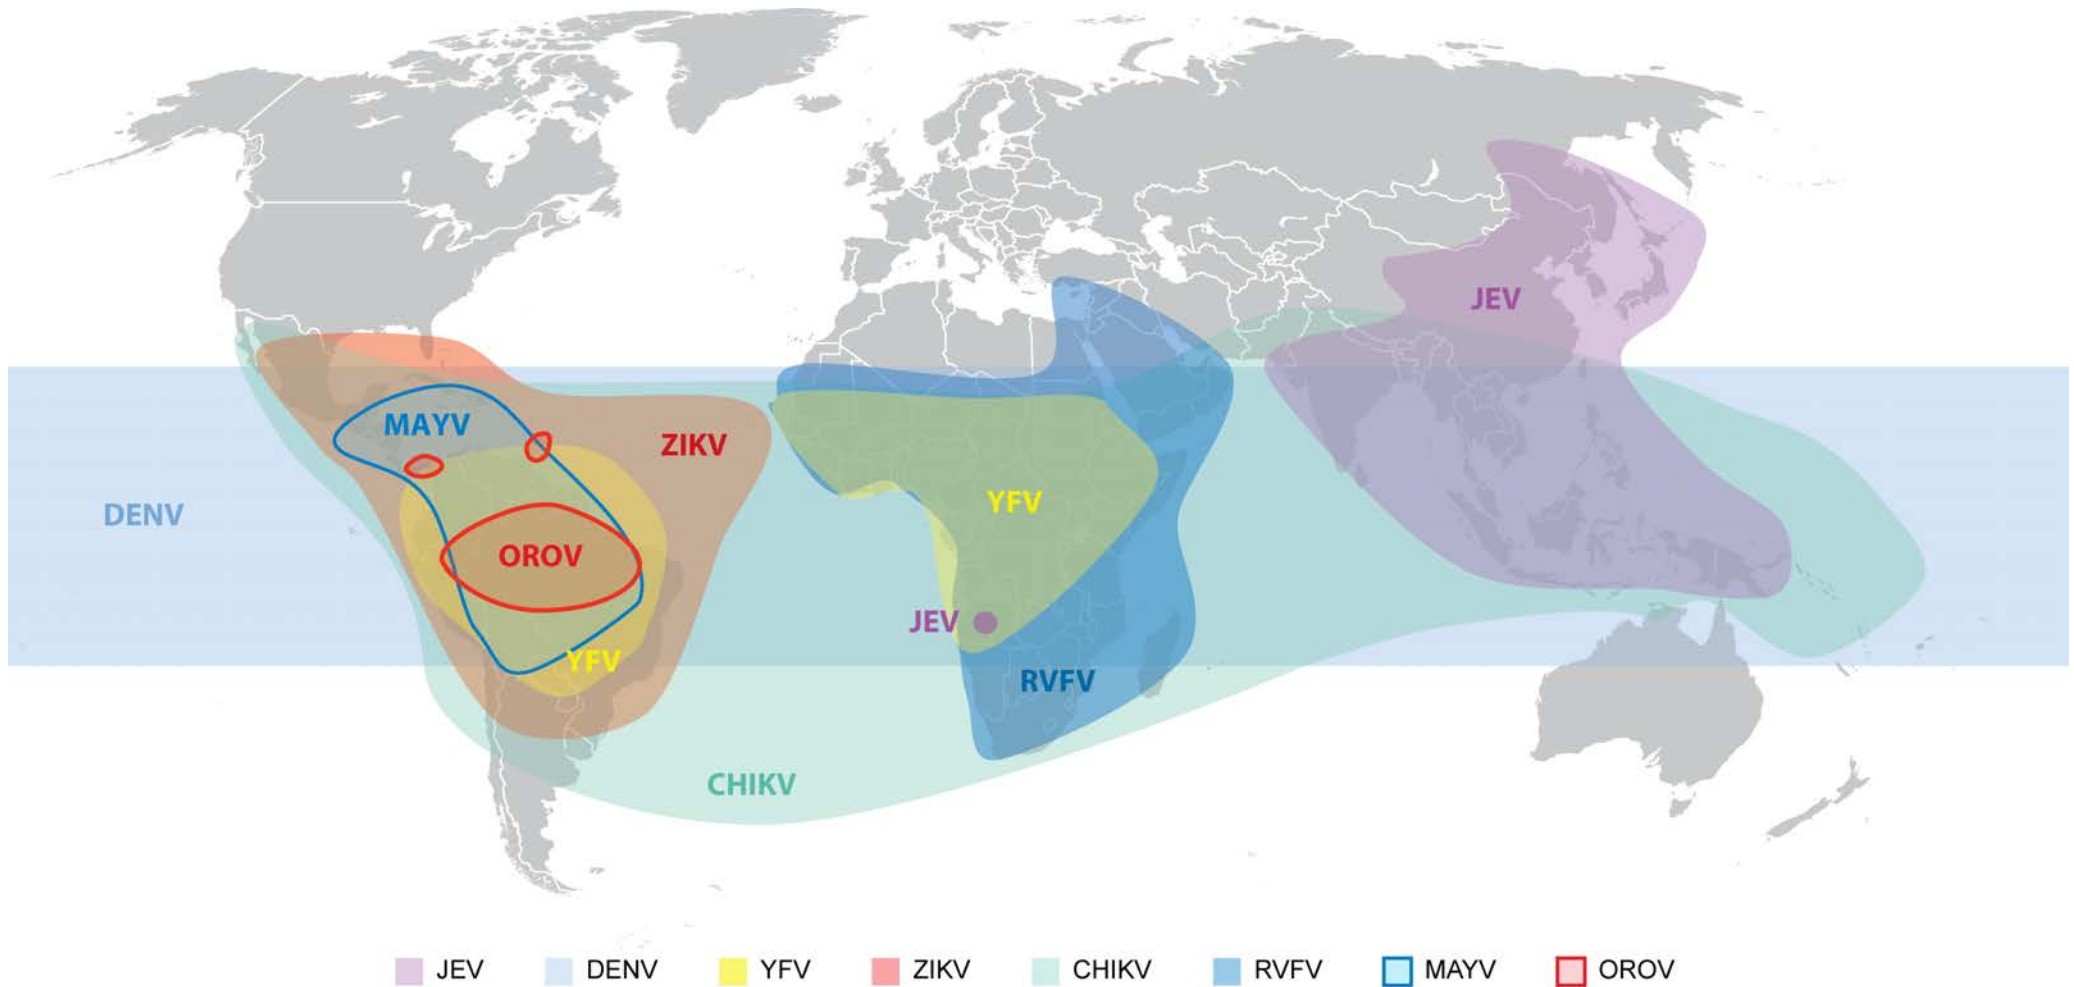 JEV
MAYV
ZIKV
DENV
YFV
OROV
JEV
YFV
RVFV
CHIKV
JEV DENV YFV ZIKV CHIKV RVFV MAYV OROV